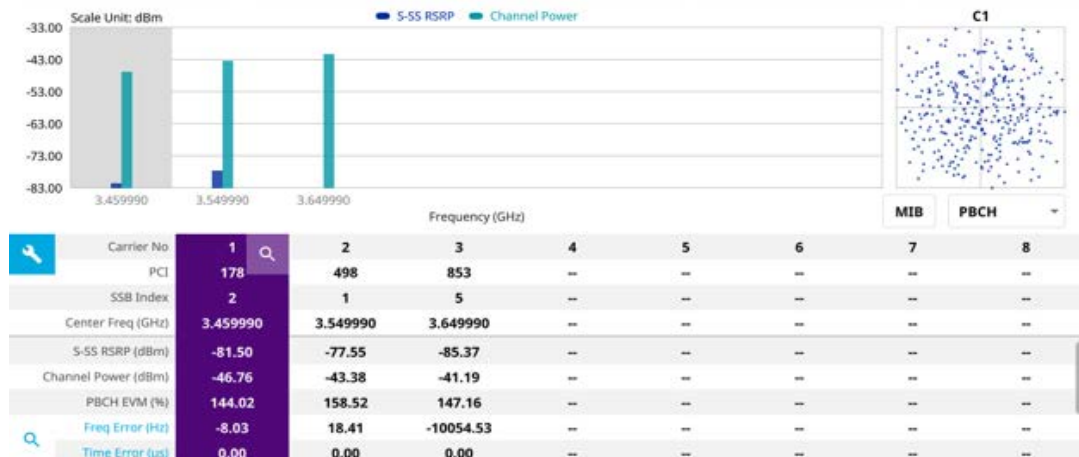 Scale Unit: dBm S-SS RSRP Channel Power C1
-33.00
-43.00
-53.00
-63.00
-73.00
-83.00
3.459990 3.549990 3.649990
Frequency (GHz)
MIB PBCH
Carrier No 1 2 3 4 5 6 7 8
PCI 178 498 853 -- -- -- -- --
SSB Index 2 1 5 -- -- -- -- --
Center Freq (GHz) 3.459990 3.549990 3.649990 -- -- -- -- --
S-SS RSRP (dBm) -81.50 -77.55 -85.37 -- -- -- -- --
Channel Power (dBm) -46.76 -43.38 -41.19 -- -- -- -- --
PBCH EVM (%) 144.02 158.52 147.16 -- -- -- -- --
Freq Error (Hz) -8.03 18.41 -10054.53 -- -- -- -- --
Time Error (us) 0.00 0.00 0.00 -- -- -- -- --